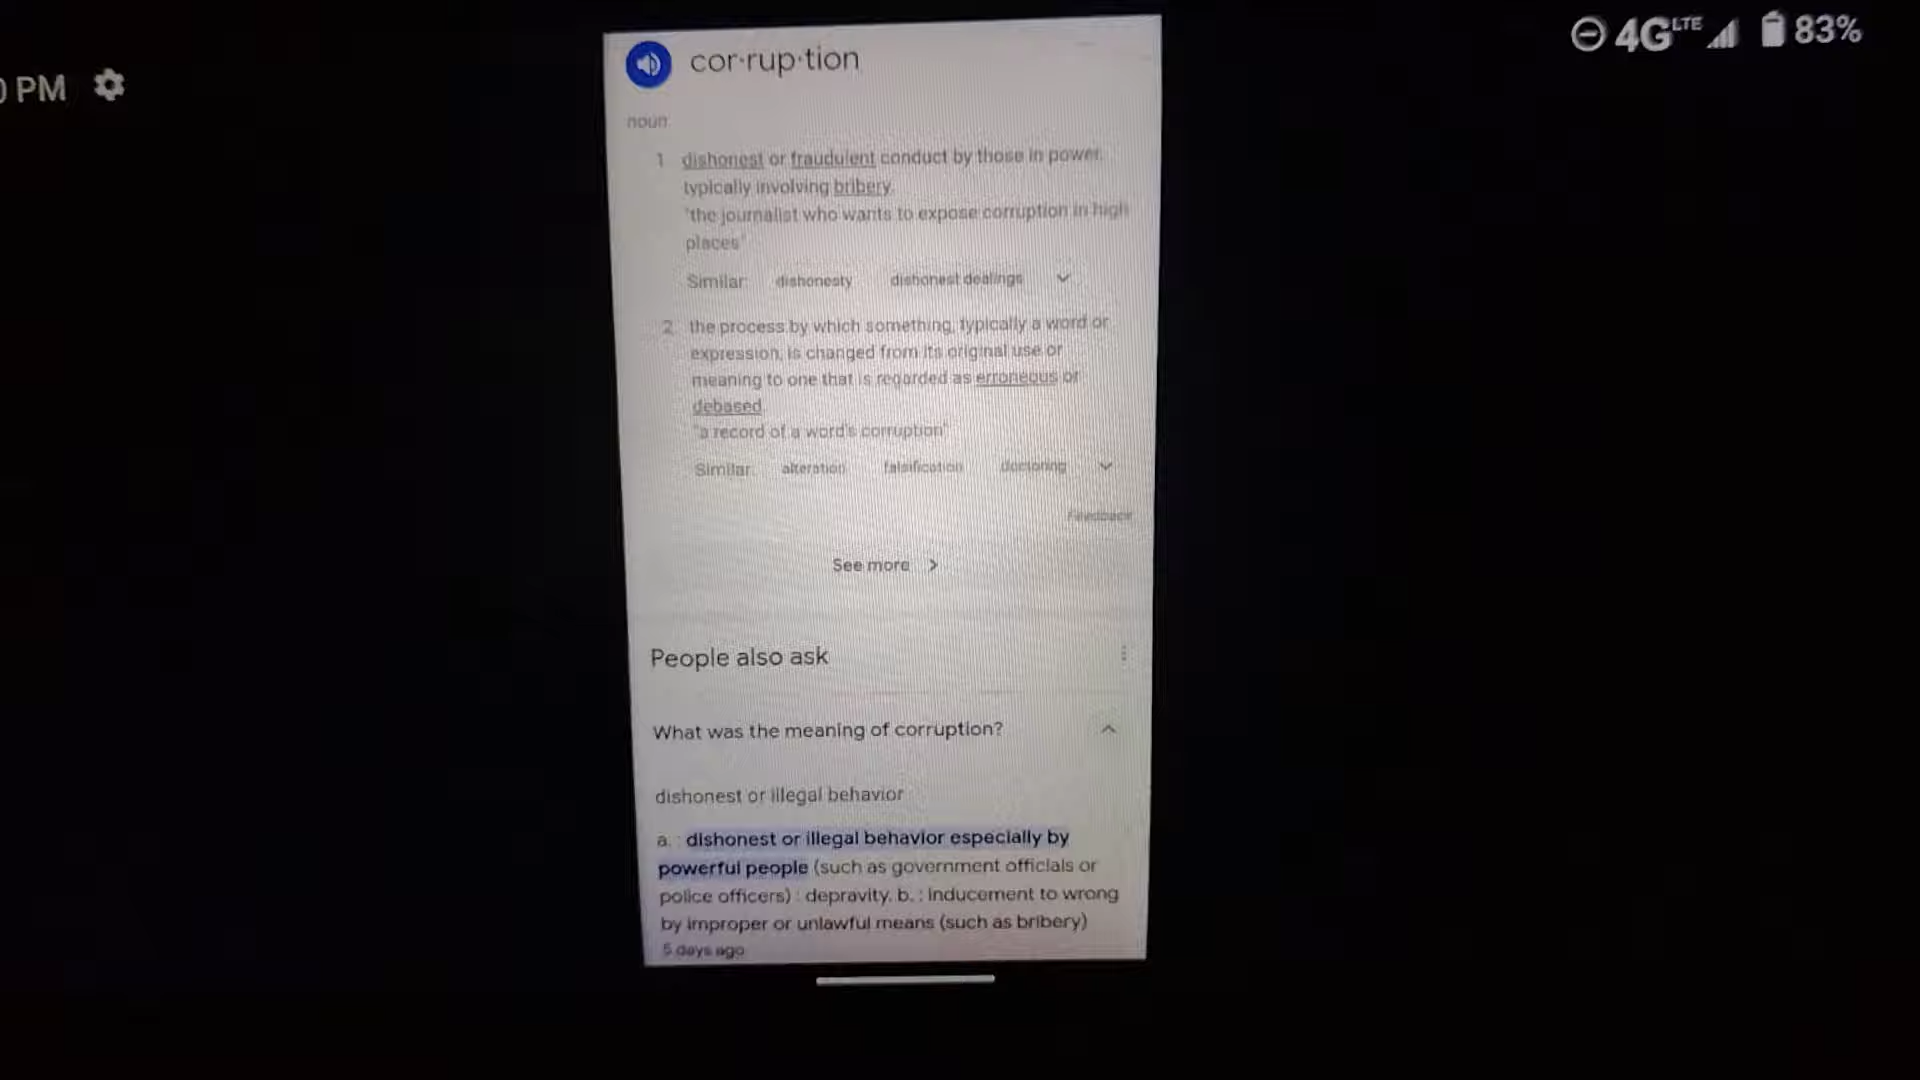 4G LTE 83%
0 PM
cor·rup·tion
noun
1 dishonest or fraudulent conduct by those in power,
typically involving bribery.
"the journalist who wants to expose corruption in high
places"
Similar: dishonesty dishonest dealings
2. the process by which something, typically a word or
expression, is changed from its original use or
meaning to one that is regarded as erroneous or
debased.
"a record of a word's corruption"
Similar: alteration falsification doctoring
Feedback
See more >
People also ask
What was the meaning of corruption?
dishonest or illegal behavior
a. : dishonest or illegal behavior especially by
powerful people (such as government officials or
police officers) : depravity. b. : inducement to wrong
by improper or unlawful means (such as bribery)
5 days ago